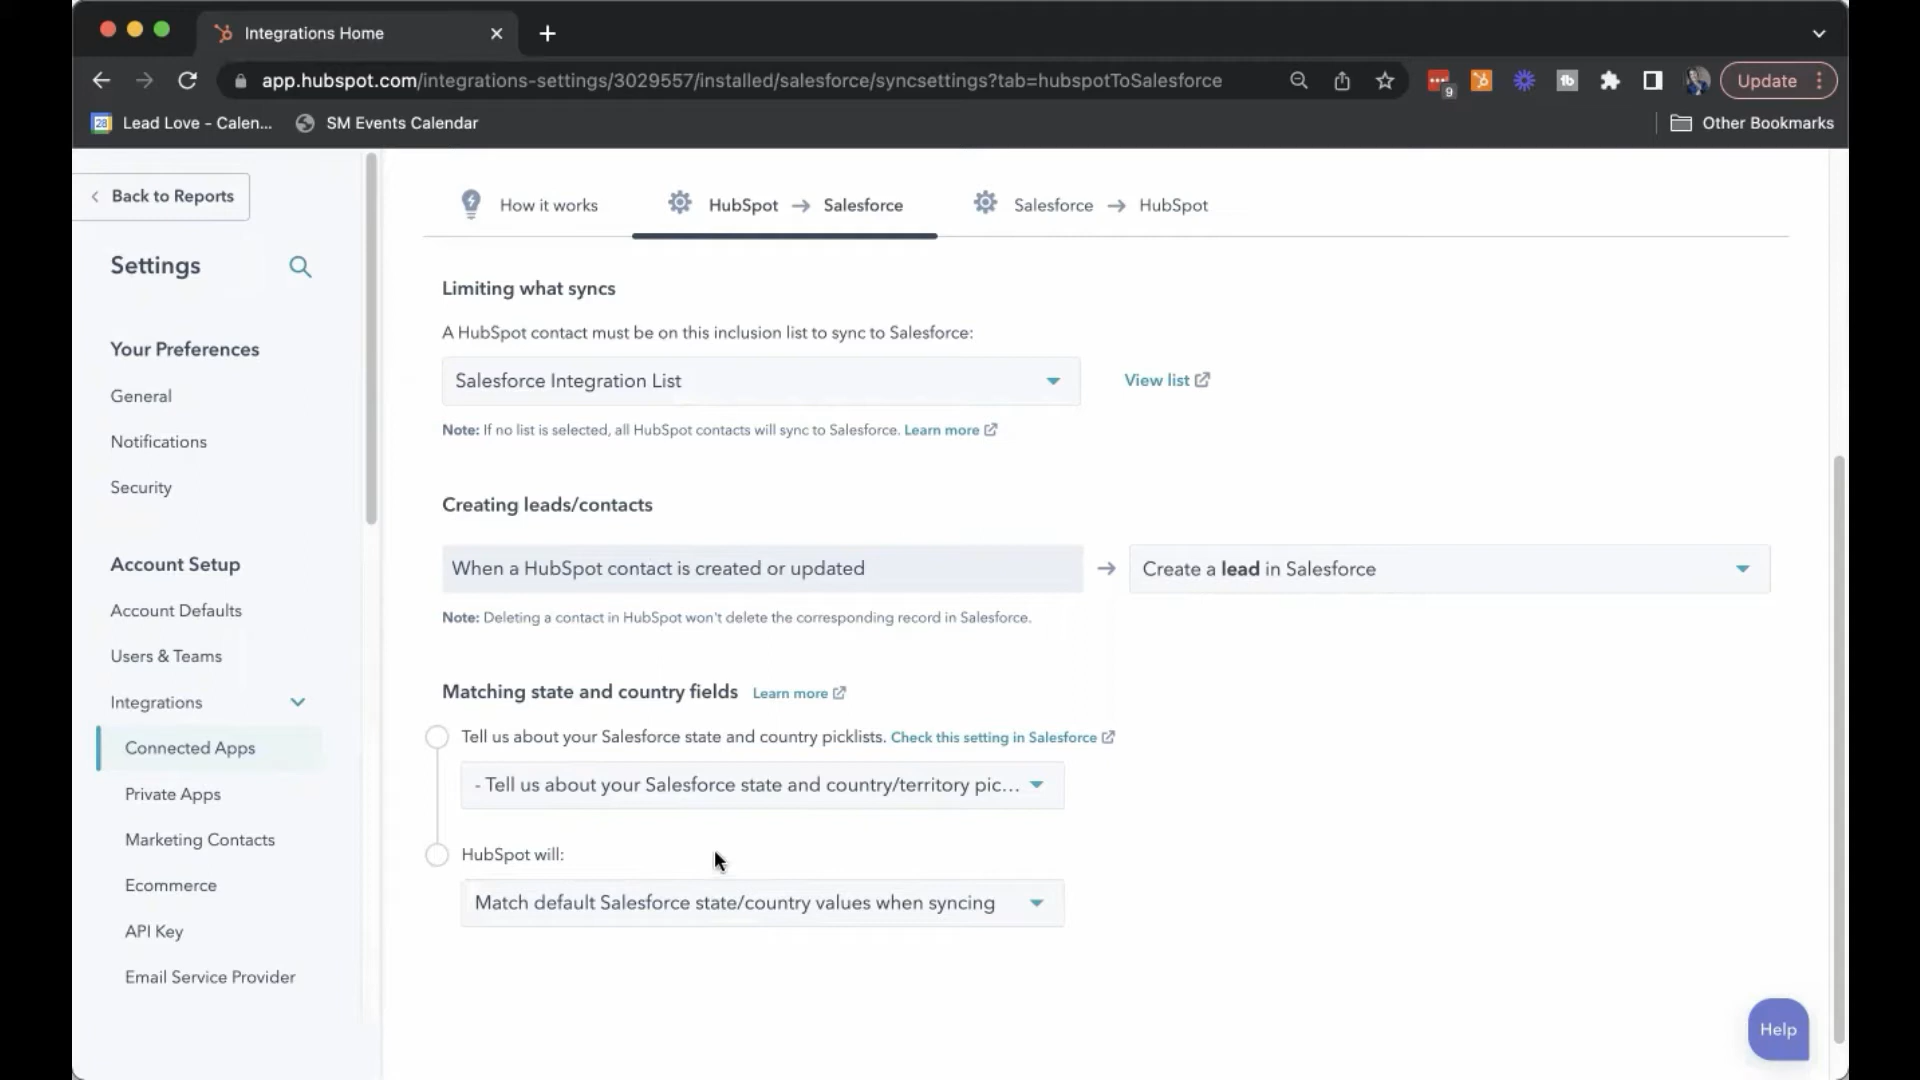 Integrations Home
app.hubspot.com/integrations-settings/3029557/installed/salesforce/syncsettings?tab=hubspotToSalesforce
9
Update
28
Lead Love - Calen...
SM Events Calendar
Other Bookmarks
Back to Reports
Settings
Your Preferences
General
Notifications
Security
Account Setup
Account Defaults
Users & Teams
Integrations
Connected Apps
Private Apps
Marketing Contacts
Ecommerce
API Key
Email Service Provider
How it works
HubSpot → Salesforce
Salesforce → HubSpot
Limiting what syncs
A HubSpot contact must be on this inclusion list to sync to Salesforce:
Salesforce Integration List
View list
Note: If no list is selected, all HubSpot contacts will sync to Salesforce. Learn more
Creating leads/contacts
When a HubSpot contact is created or updated → Create a lead in Salesforce
Note: Deleting a contact in HubSpot won't delete the corresponding record in Salesforce.
Matching state and country fields Learn more
Tell us about your Salesforce state and country picklists. Check this setting in Salesforce
- Tell us about your Salesforce state and country/territory pic...
HubSpot will:
Match default Salesforce state/country values when syncing
Help